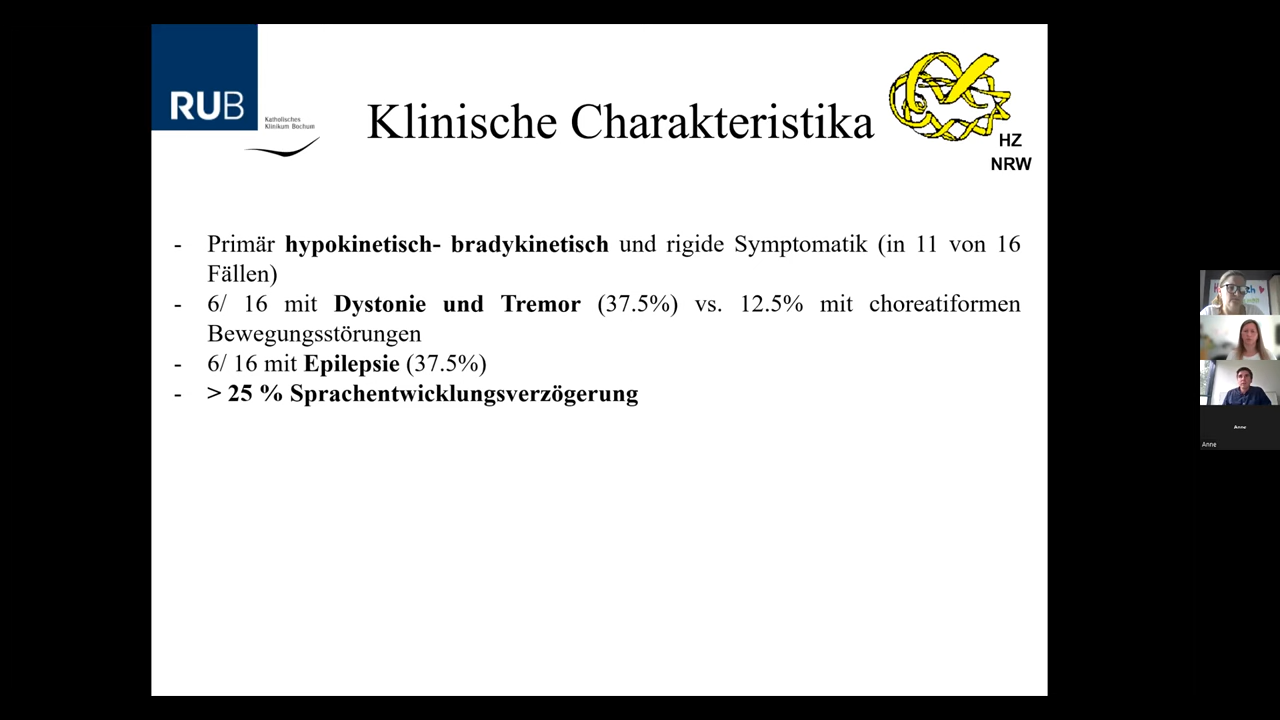 RUB
Katholisches
Klinikum Bochum
Klinische Charakteristika
HZ
NRW
- Primär hypokinetisch- bradykinetisch und rigide Symptomatik (in 11 von 16
Fällen)
- 6/ 16 mit Dystonie und Tremor (37.5%) vs. 12.5% mit choreatiformen
Bewegungsstörungen
- 6/ 16 mit Epilepsie (37.5%)
- > 25 % Sprachentwicklungsverzögerung
Anne
Anne